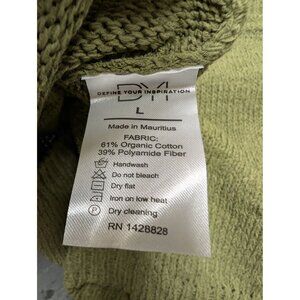 DM
DEFINE YOUR INSPIRATION
L
Made in Mauritius
FABRIC:
61% Organic Cotton
39% Polyamide Fiber
Handwash
Do not bleach
Dry flat
Iron on low heat
P Dry cleaning
RN 1428828